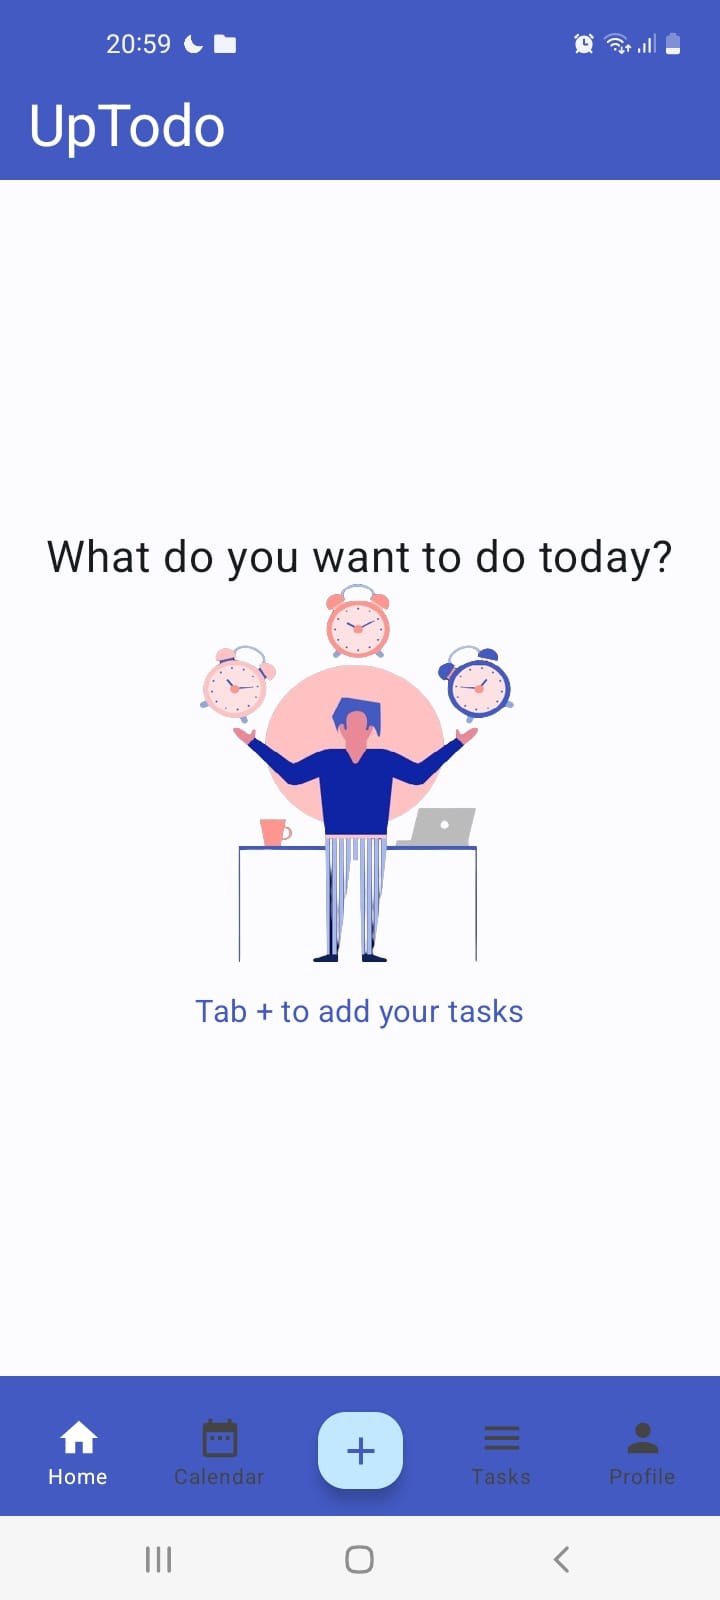 20:59
UpTodo
What do you want to do today?
Tab + to add your tasks
Home
Calendar
+
Tasks
Profile